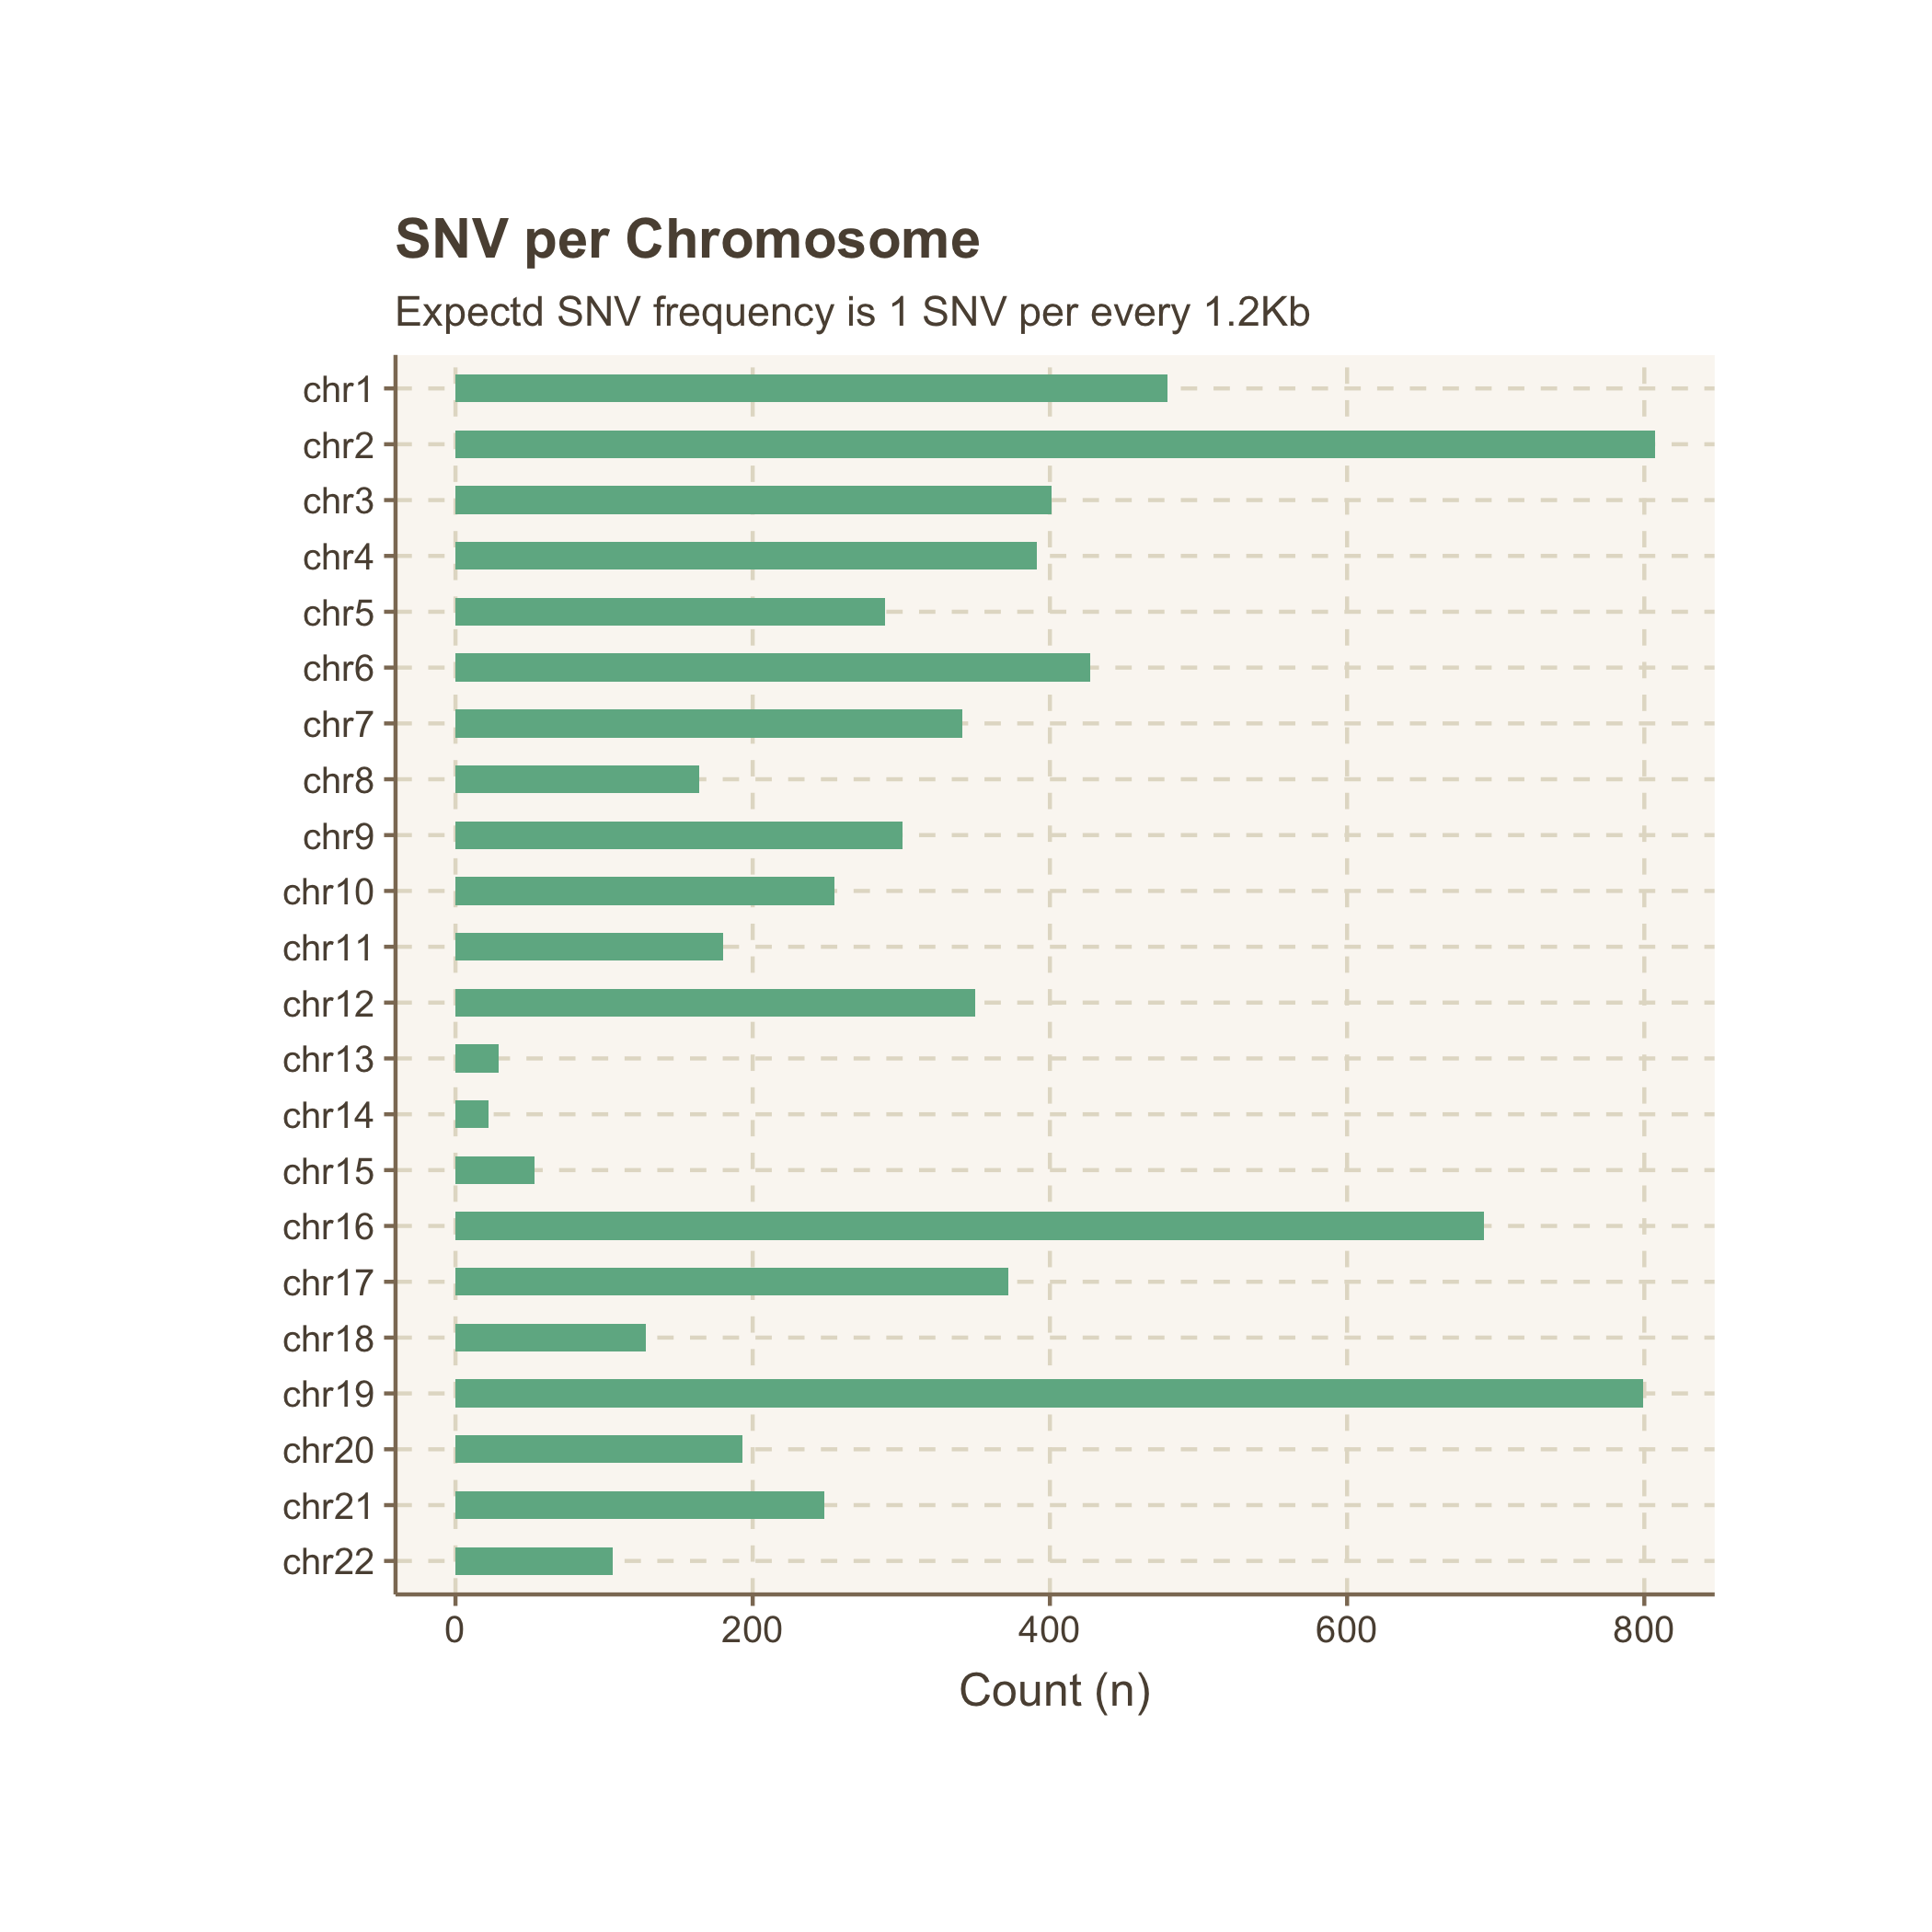 SNV per Chromosome
Expectd SNV frequency is 1 SNV per every 1.2Kb
chr1
chr2
chr3
chr4
chr5
chr6
chr7
chr8
chr9
chr10
chr11
chr12
chr13
chr14
chr15
chr16
chr17
chr18
chr19
chr20
chr21
chr22
0 200 400 600 800
Count (n)